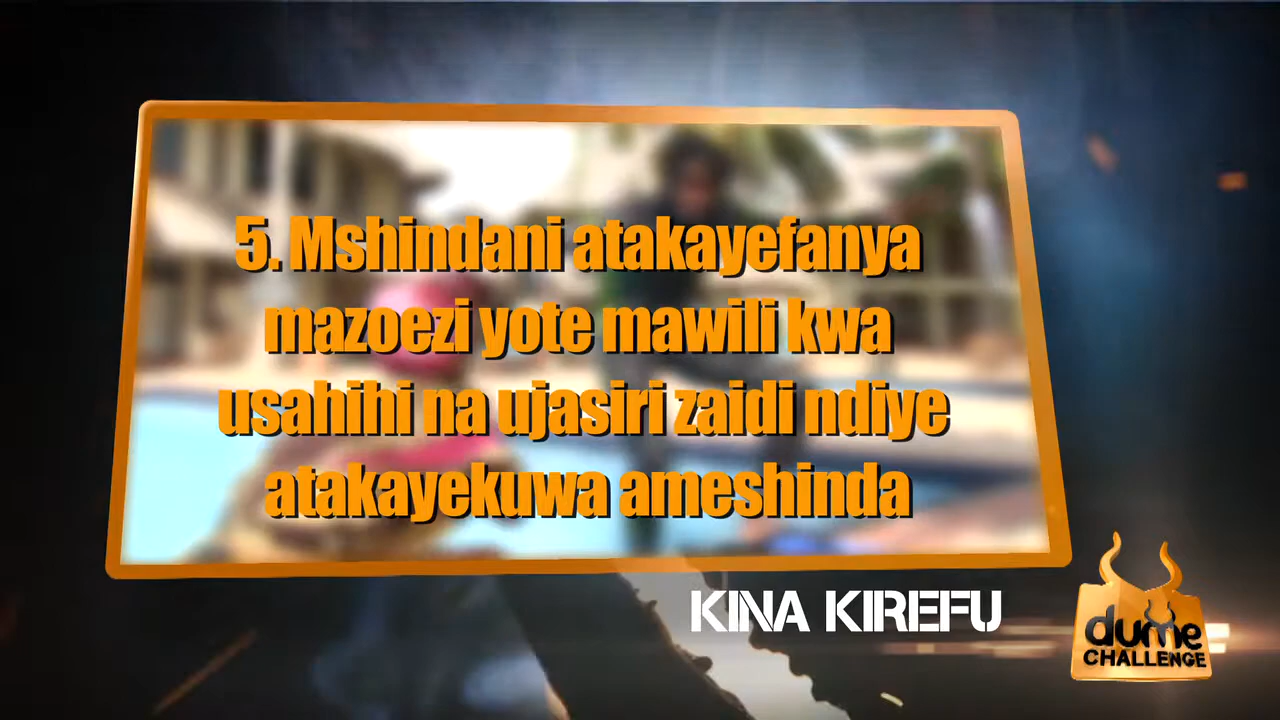 5. Mshindani atakayefanya
mazoezi yote mawili kwa
usahihi na ujasiri zaidi ndiye
atakayekuwa ameshinda
KINA KIREFU
dume
CHALLENGE